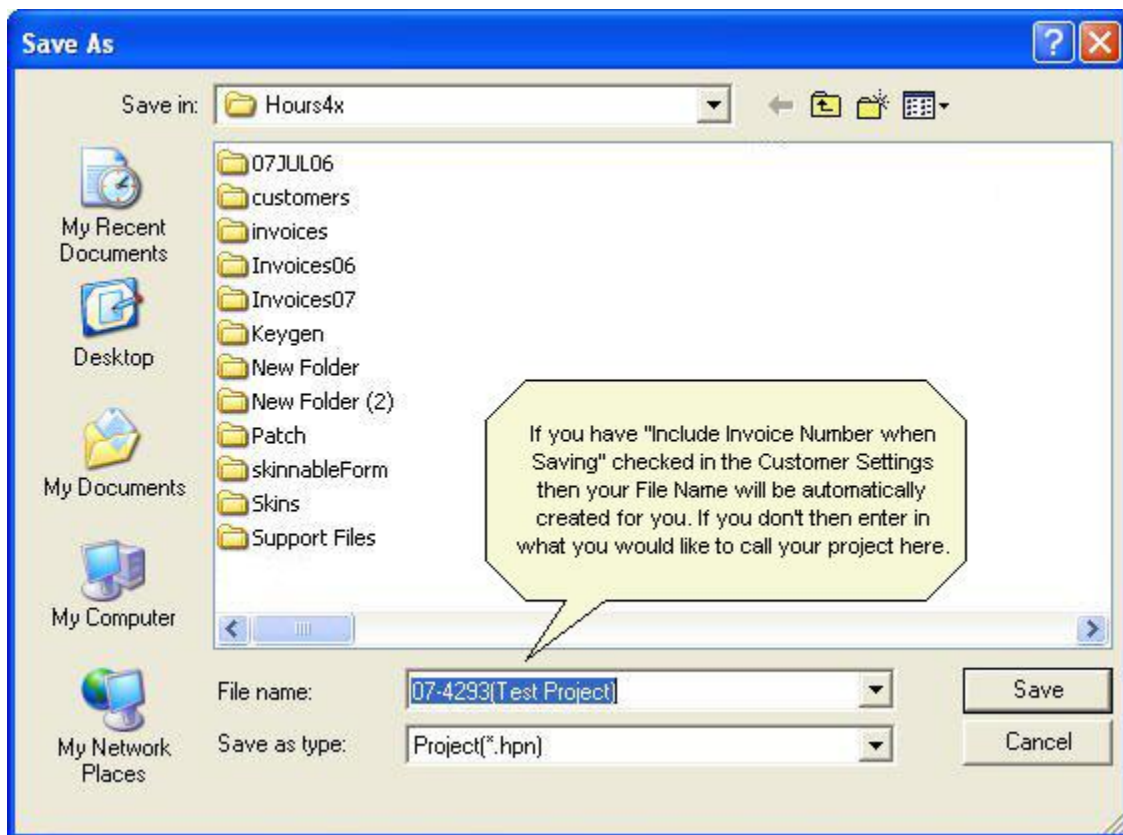 Save As
Save in:
Hours4x
My Recent
Documents
Desktop
My Documents
My Computer
My Network
Places
07JUL06
customers
invoices
Invoices06
Invoices07
Keygen
New Folder
New Folder (2)
Patch
skinnableForm
Skins
Support Files
If you have "Include Invoice Number when
Saving" checked in the Customer Settings
then your File Name will be automatically
created for you. If you don't then enter in
what you would like to call your project here.
File name:
07-4293(Test Project)
Save
Save as type:
Project(*.hpn)
Cancel